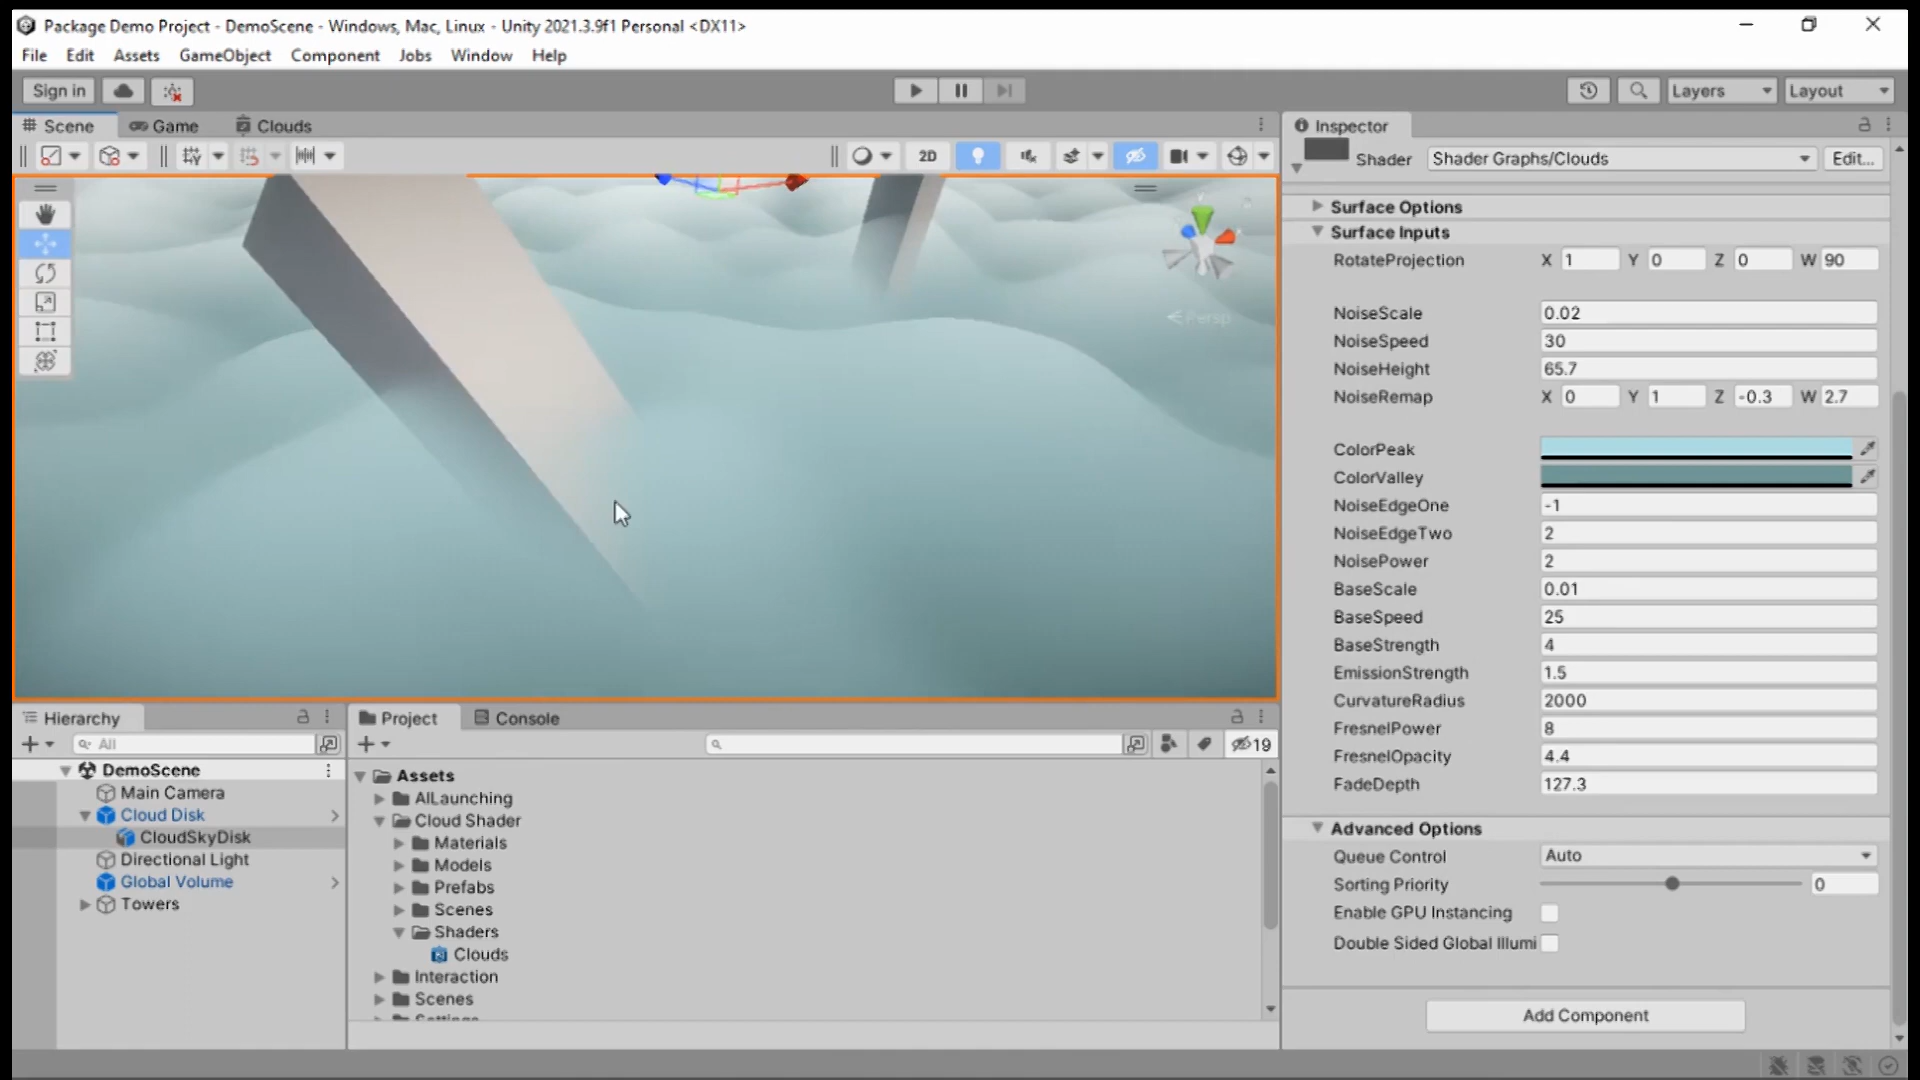 Package Demo Project - DemoScene - Windows, Mac, Linux - Unity 2021.3.9f1 Personal <DX11>
File Edit Assets GameObject Component Jobs Window Help
Sign in Layers Layout
Scene Game Clouds
2D
Persp
Inspector
Shader Shader Graphs/Clouds Edit...
Surface Options
Surface Inputs
RotateProjection X 1 Y 0 Z 0 W 90
NoiseScale 0.02
NoiseSpeed 30
NoiseHeight 65.7
NoiseRemap X 0 Y 1 Z -0.3 W 2.7
ColorPeak
ColorValley
NoiseEdgeOne -1
NoiseEdgeTwo 2
NoisePower 2
BaseScale 0.01
BaseSpeed 25
BaseStrength 4
EmissionStrength 1.5
CurvatureRadius 2000
FresnelPower 8
FresnelOpacity 4.4
FadeDepth 127.3
Advanced Options
Queue Control Auto
Sorting Priority 0
Enable GPU Instancing
Double Sided Global Illumi
Add Component
Hierarchy
All
DemoScene
Main Camera
Cloud Disk
CloudSkyDisk
Directional Light
Global Volume
Towers
Project Console
19
Assets
AILaunching
Cloud Shader
Materials
Models
Prefabs
Scenes
Shaders
Clouds
Interaction
Scenes